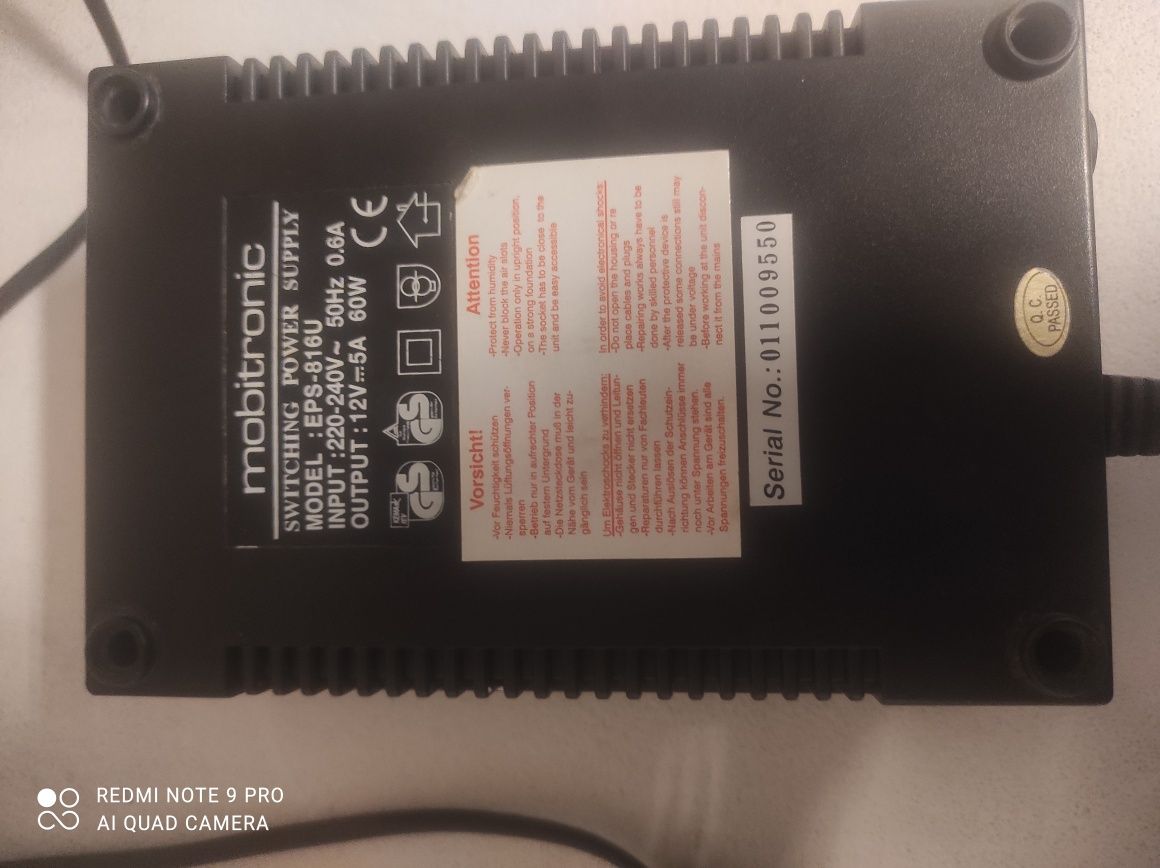 mobitronic
SWITCHING POWER SUPPLY
MODEL : EPS-816U
INPUT :220-240V~ 50Hz 0.6A
OUTPUT :12V⎓5A 60W
CE
KEMA
GS
GS
Vorsicht!
-Vor Feuchtigkeit schützen
-Niemals Lüftungsöffnungen ver-
sperren
-Betrieb nur in aufrechter Position
auf festem Untergrund
-Die Netzsteckdose muß in der
Nähe vom Gerät und leicht zu-
gänglich sein
Um Elektroschocks zu verhindern:
-Gehäuse nicht öffnen und Leitun-
gen und Stecker nicht ersetzen
-Reparaturen nur von Fachleuten
durchführen lassen
-Nach Auslösen der Schutzein-
richtung können Anschlüsse immer
noch unter Spannung stehen.
-Vor Arbeiten am Gerät sind alle
Spannungen freizuschalten.
Attention
-Protect from humidity
-Never block the air slots
-Operation only in upright position,
on a strong foundation
-The socket has to be close to the
unit and be easy accessible
In order to avoid electronical shocks:
-Do not open the housing or re
place cables and plugs
-Repairing works always have to be
done by skilled personnel
-After the protective device is
released some connections still may
be under voltage
-Before working at the unit discon-
nect it from the mains
Serial No.: 011009550
Q.C.
PASSED
REDMI NOTE 9 PRO
AI QUAD CAMERA